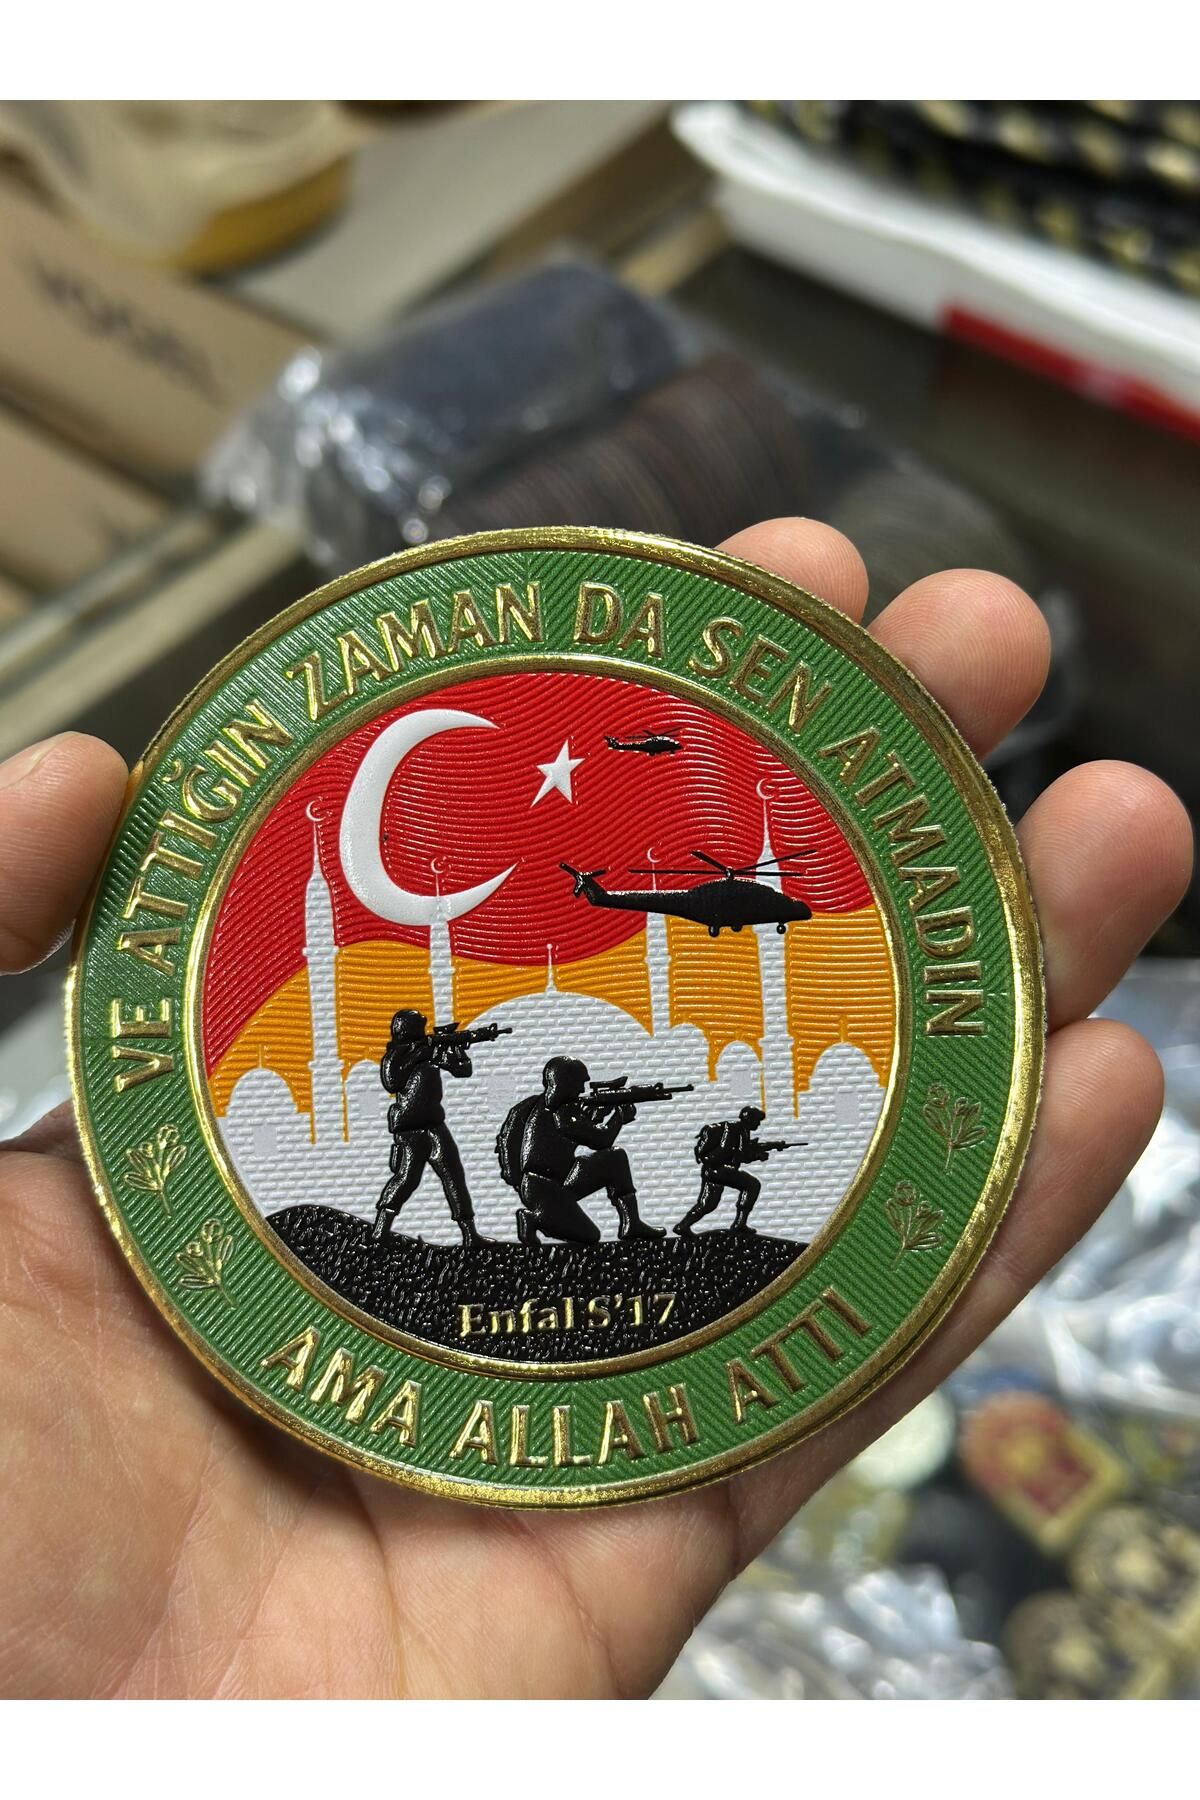 VE ATTIĞIN ZAMAN DA SEN ATMADIN
Enfal S'17
AMA ALLAH ATTI